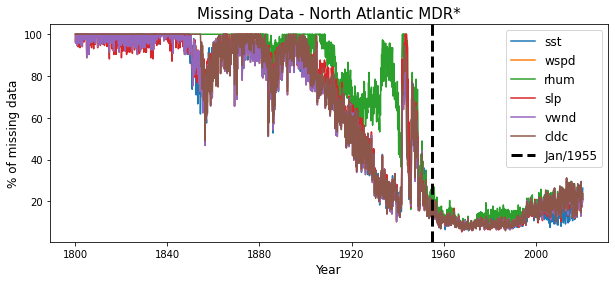 Missing Data - North Atlantic MDR*
% of missing data
100
80
60
40
20
1800
1840
1880
1920
1960
2000
Year
sst
wspd
rhum
slp
vwnd
cldc
Jan/1955